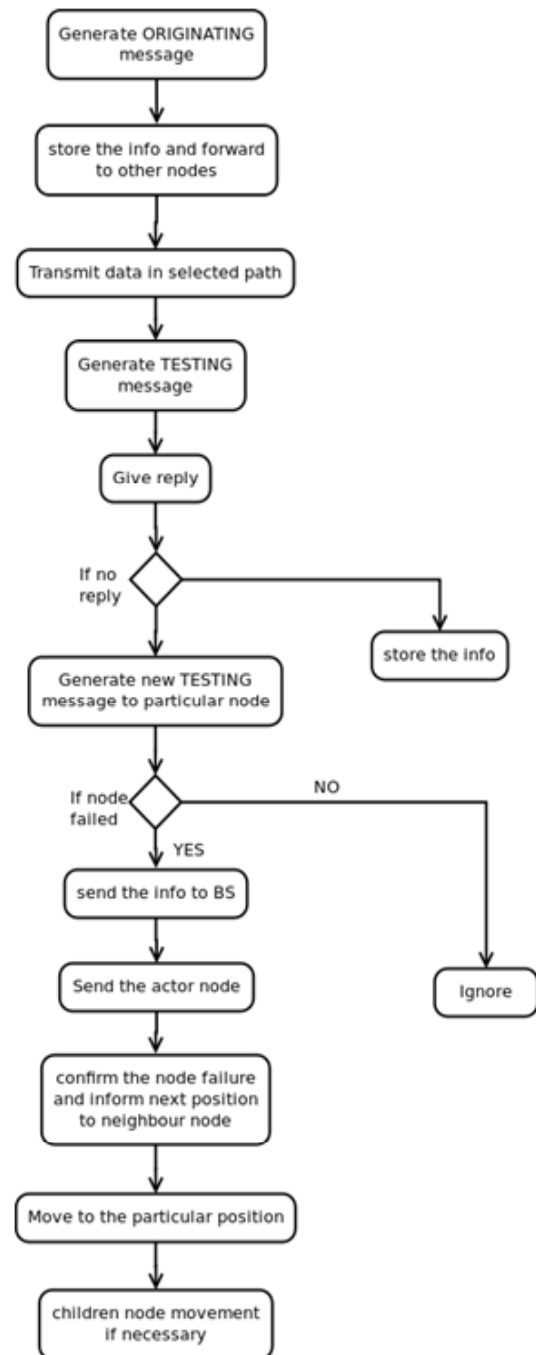 Generate ORIGINATING
message
store the info and forward
to other nodes
Transmit data in selected path
Generate TESTING
message
Give reply
If no
reply
store the info
Generate new TESTING
message to particular node
If node
failed
NO
YES
send the info to BS
Send the actor node
Ignore
confirm the node failure
and inform next position
to neighbour node
Move to the particular position
children node movement
if necessary